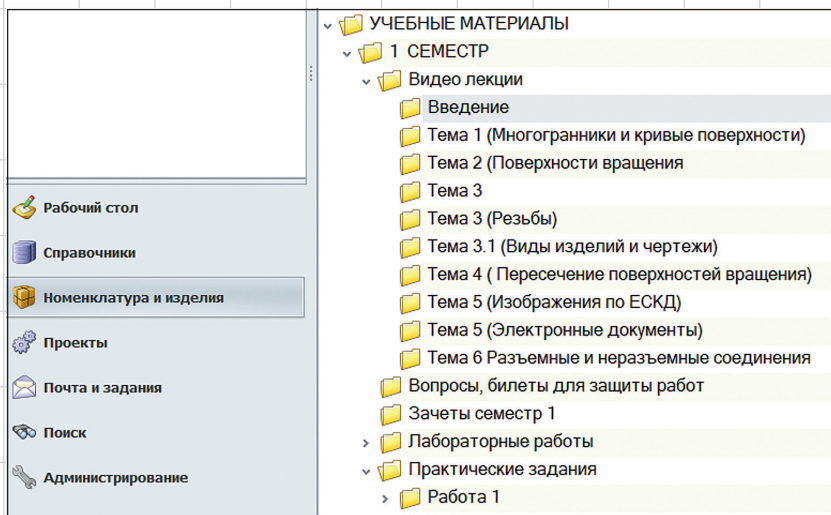 Рабочий стол
Справочники
Номенклатура и изделия
Проекты
Почта и задания
Поиск
Администрирование
УЧЕБНЫЕ МАТЕРИАЛЫ
1 СЕМЕСТР
Видео лекции
Введение
Тема 1 (Многогранники и кривые поверхности)
Тема 2 (Поверхности вращения
Тема 3
Тема 3 (Резьбы)
Тема 3.1 (Виды изделий и чертежи)
Тема 4 ( Пересечение поверхностей вращения)
Тема 5 (Изображения по ЕСКД)
Тема 5 (Электронные документы)
Тема 6 Разъемные и неразъемные соединения
Вопросы, билеты для защиты работ
Зачеты семестр 1
Лабораторные работы
Практические задания
Работа 1